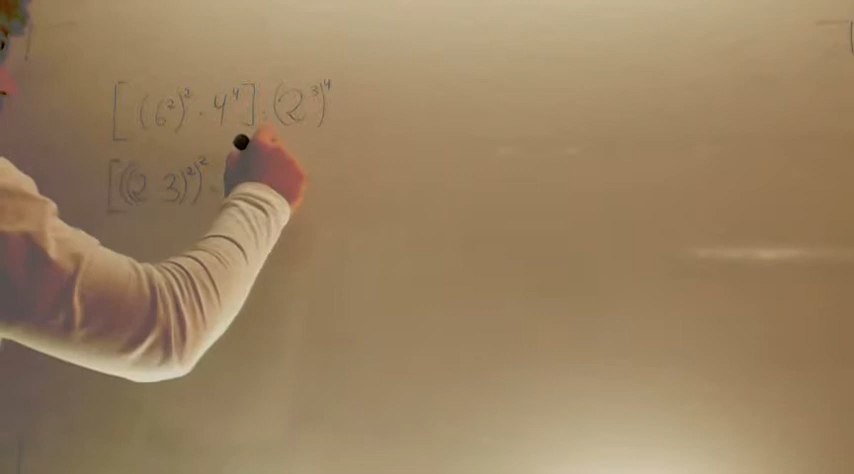 [(6²)² · 4⁴] : (2³)⁴
[((2 3)²)² ·